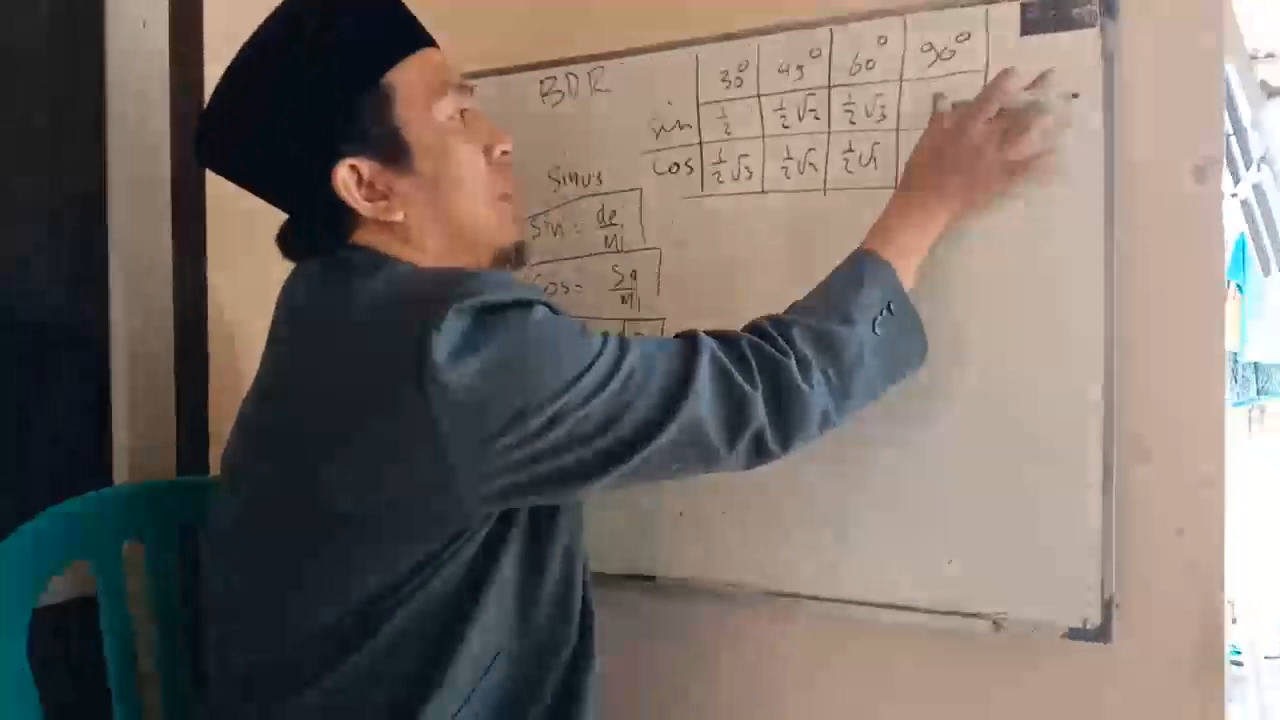 BDR
30° 45° 60° 90°
sin 1/2 1/2√2 1/2√3
cos 1/2√3 1/2√2 1/2√1
Sinus
Sin = de/Mi
Cos = Sa/Mi